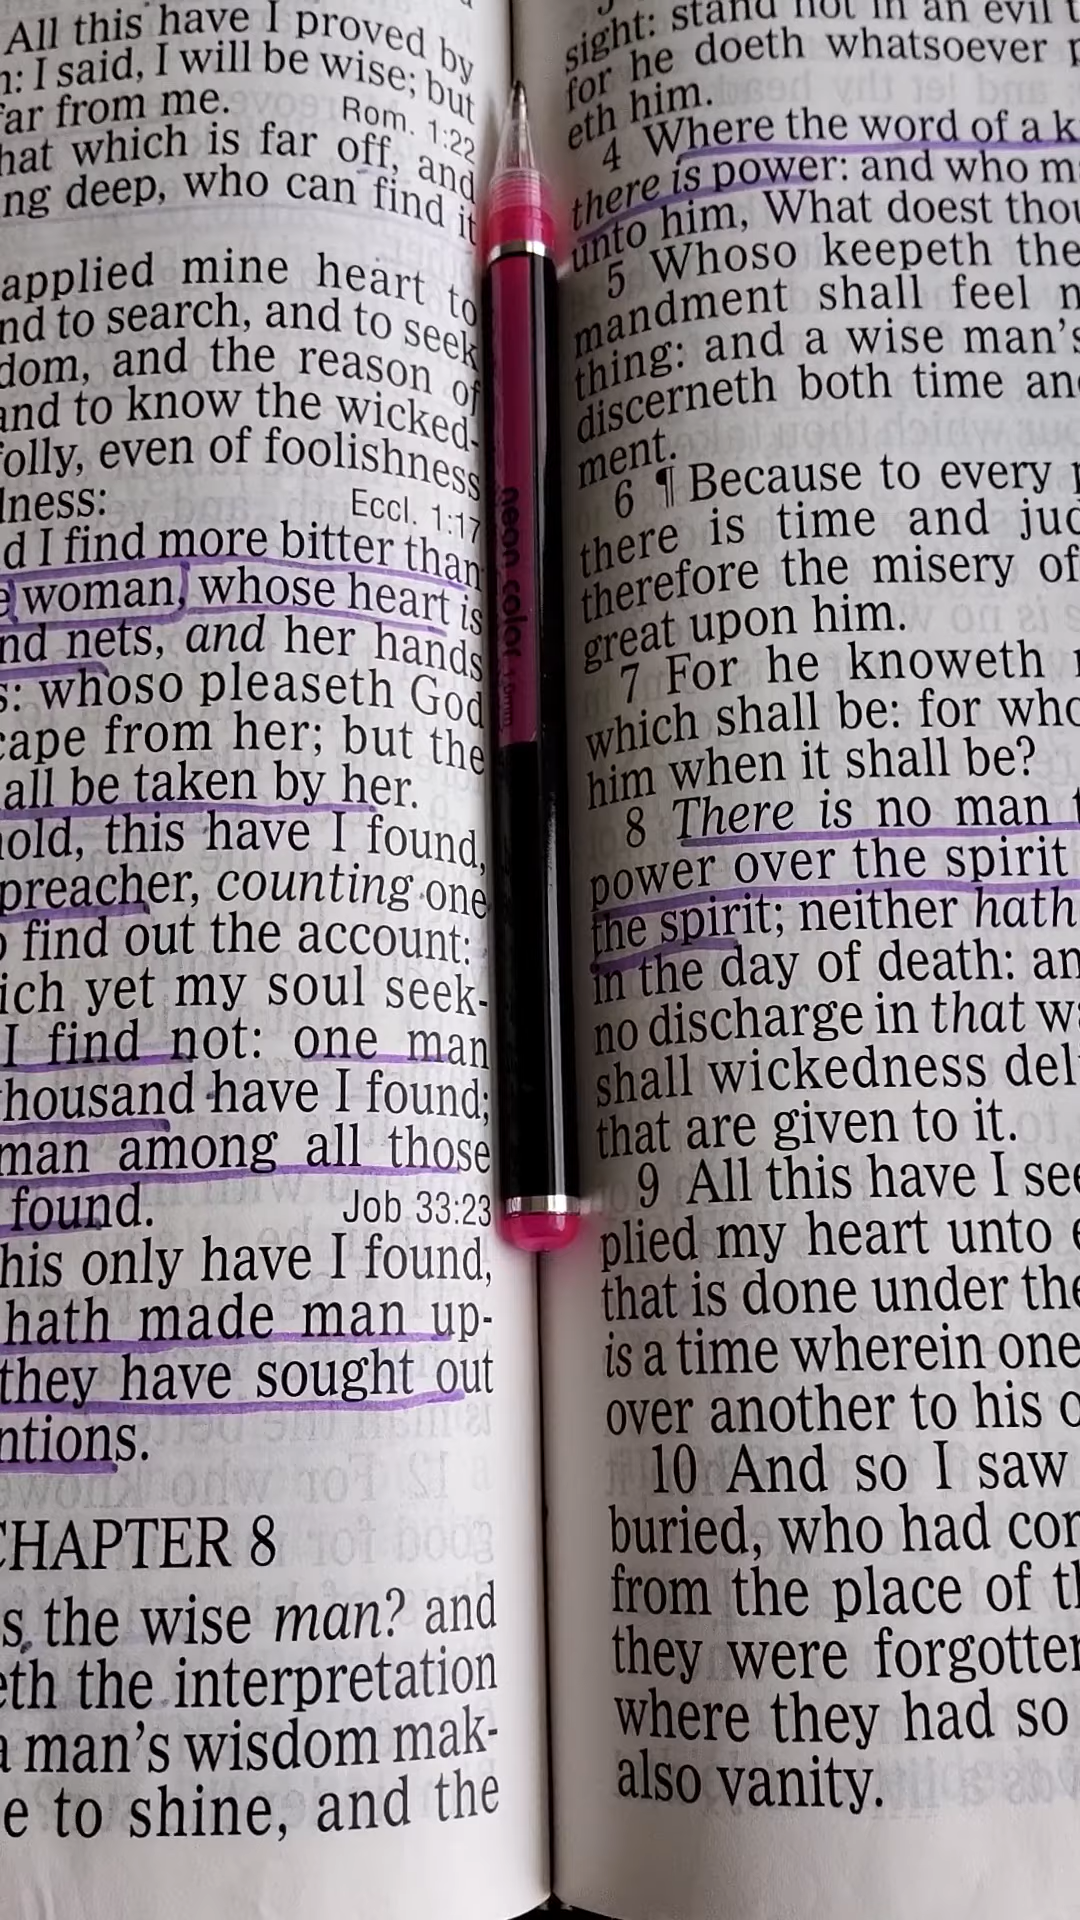 All this have I proved by
I said, I will be wise; but
far from me.
Rom. 1:22
hat which is far off, and
ng deep, who can find it
applied mine heart to
nd to search, and to seek
dom, and the reason of
and to know the wicked-
folly, even of foolishness
lness:
Eccl. 1:17
d I find more bitter than
e woman, whose heart is
nd nets, and her hands
s: whoso pleaseth God
cape from her; but the
all be taken by her.
old, this have I found,
preacher, counting one
o find out the account:
ich yet my soul seek-
I find not: one man
housand have I found;
man among all those
found.
Job 33:23
his only have I found,
hath made man up-
they have sought out
ntions.
CHAPTER 8
s the wise man? and
eth the interpretation
a man's wisdom mak-
e to shine, and the
neon color
sight: stand not in an evil t
for he doeth whatsoever p
eth him.
4 Where the word of a k
there is power: and who m
unto him, What doest thou
5 Whoso keepeth the
mandment shall feel n
thing: and a wise man's
discerneth both time and
ment.
6 ¶ Because to every p
there is time and jud
therefore the misery of
great upon him.
7 For he knoweth n
which shall be: for who
him when it shall be?
8 There is no man t
power over the spirit
the spirit; neither hath
in the day of death: an
no discharge in that wa
shall wickedness deli
that are given to it.
9 All this have I see
plied my heart unto e
that is done under the
is a time wherein one
over another to his o
10 And so I saw
buried, who had com
from the place of th
they were forgotten
where they had so
also vanity.